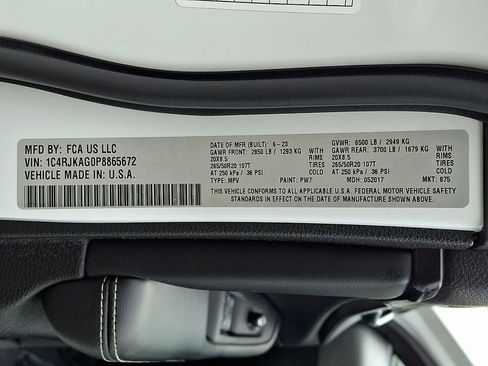 MFD BY: FCA US LLC
VIN: 1C4RJKAG0P8865672
VEHICLE MADE IN: U.S.A.
DATE OF MFR (BUILT): 6-23 GVWR: 6500 LB / 2949 KG
GAWR FRONT: 2850 LB / 1293 KG WITH GAWR REAR: 3700 LB / 1679 KG WITH
20X8.5 TIRES 20X8.5 TIRES
265/50R20 107T RIMS 265/50R20 107T RIMS
AT 250 kPa / 36 PSI COLD AT 250 kPa / 36 PSI COLD
TYPE: MPV PAINT: PW7 MDH: 052017 MKT: 875
THIS VEHICLE CONFORMS TO ALL APPLICABLE U.S.A. FEDERAL MOTOR VEHICLE SAFETY
STANDARDS IN EFFECT ON THE DATE OF MANUFACTURE SHOWN ABOVE.